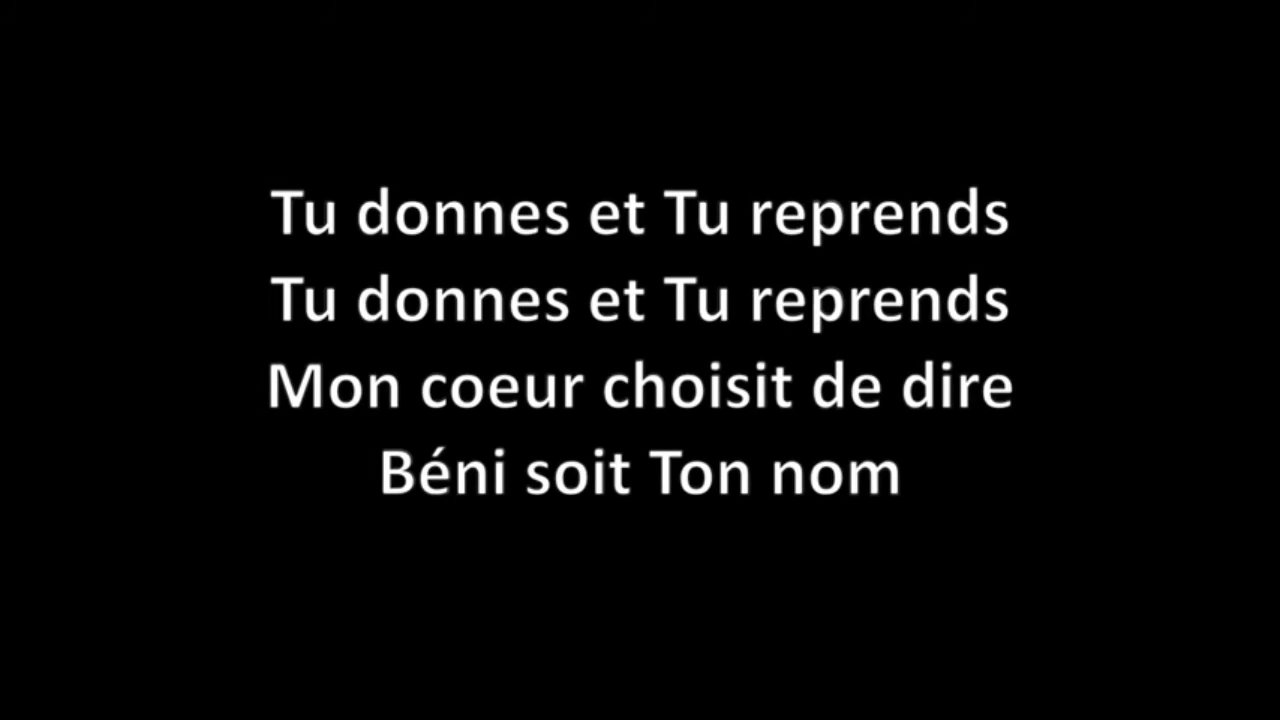 Tu donnes et Tu reprends
Tu donnes et Tu reprends
Mon coeur choisit de dire
Béni soit Ton nom